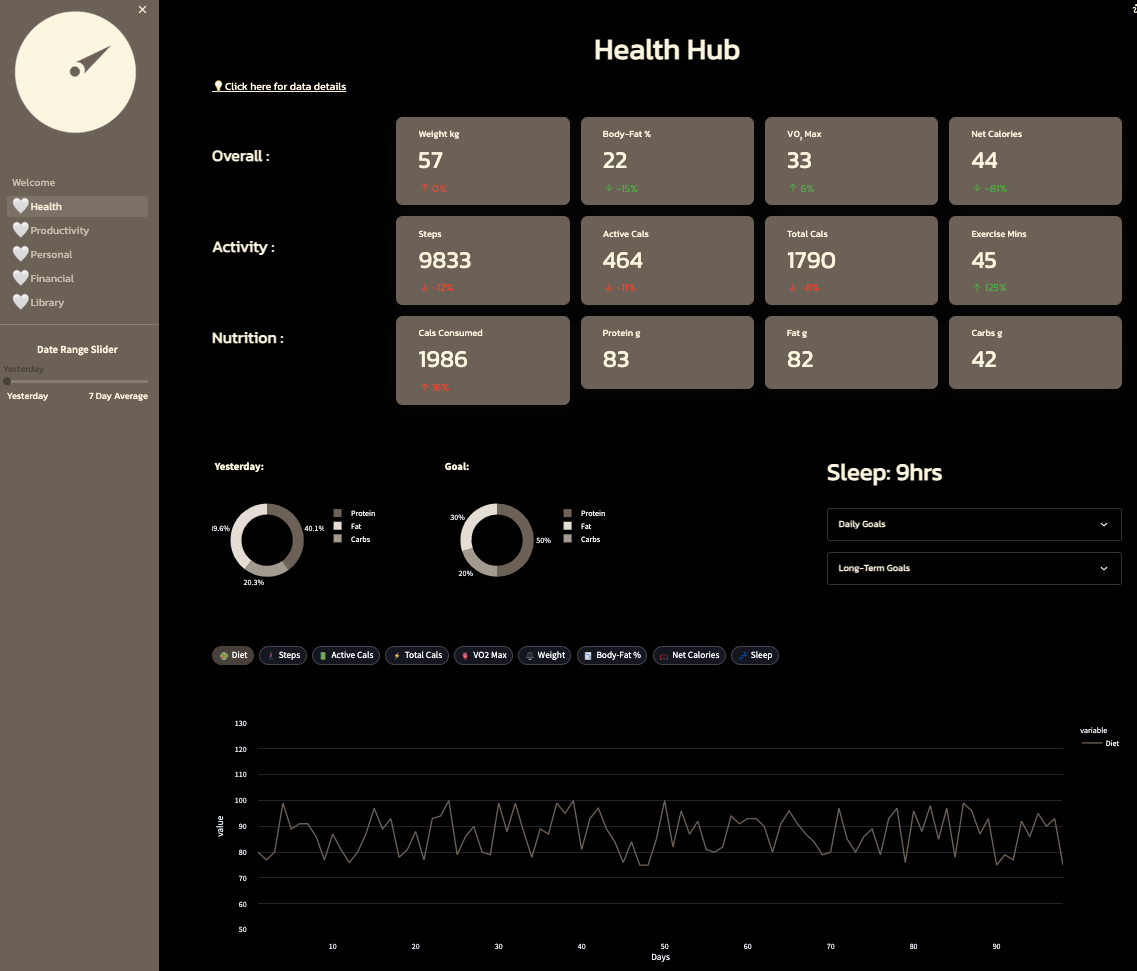 Health Hub
💡Click here for data details
Welcome
🤍Health
🤍Productivity
🤍Personal
🤍Financial
🤍Library
Date Range Slider
Yesterday
Yesterday 7 Day Average
Overall :
Weight kg
57
↑ 0%
Body-Fat %
22
↓ -15%
VO₂ Max
33
↑ 6%
Net Calories
44
↓ -81%
Activity :
Steps
9833
↓ -12%
Active Cals
464
↓ -11%
Total Cals
1790
↓ -8%
Exercise Mins
45
↑ 125%
Nutrition :
Cals Consumed
1986
↑ 16%
Protein g
83
Fat g
82
Carbs g
42
Yesterday:
40.1%
20.3%
Protein
Fat
Carbs
Goal:
30%
50%
20%
Protein
Fat
Carbs
Sleep: 9hrs
Daily Goals
Long-Term Goals
Diet
Steps
Active Cals
Total Cals
VO2 Max
Weight
Body-Fat %
Net Calories
Sleep
130
120
110
100
90
80
70
60
50
value
10 20 30 40 50 60 70 80 90
Days
variable
Diet